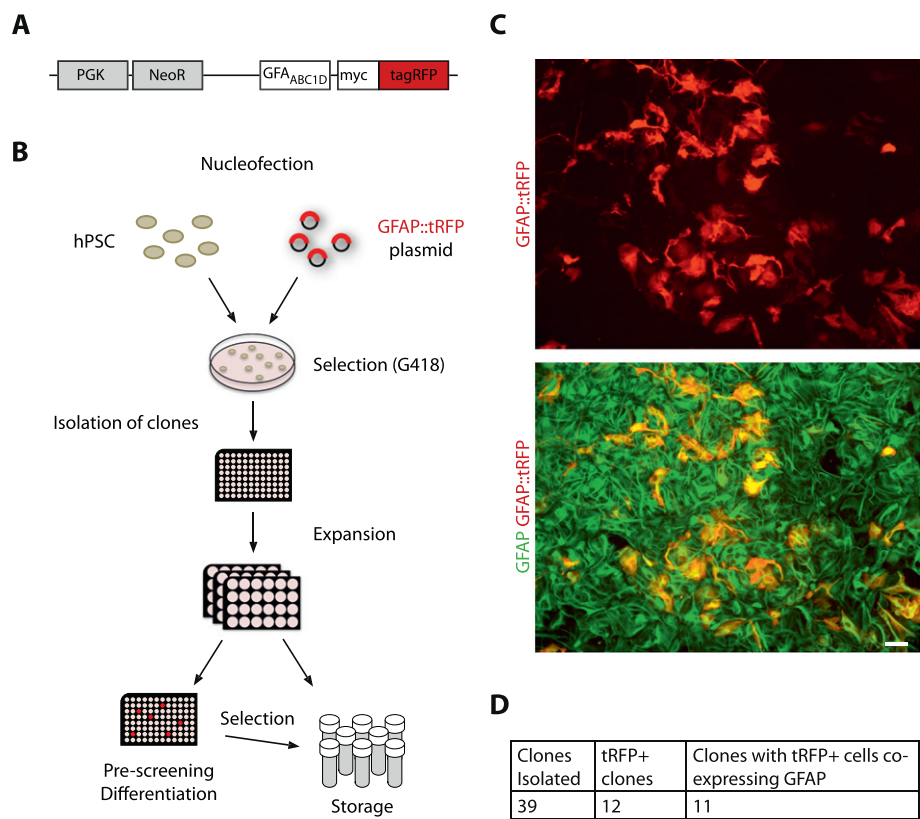 A
PGK NeoR GFA ABC1D myc tagRFP
B
Nucleofection
hPSC
GFAP::tRFP
plasmid
Selection (G418)
Isolation of clones
Expansion
Selection
Pre-screening
Differentiation
Storage
C
GFAP::tRFP
GFAP GFAP::tRFP
D
Clones
Isolated
tRFP+
clones
Clones with tRFP+ cells co-
expressing GFAP
39 12 11